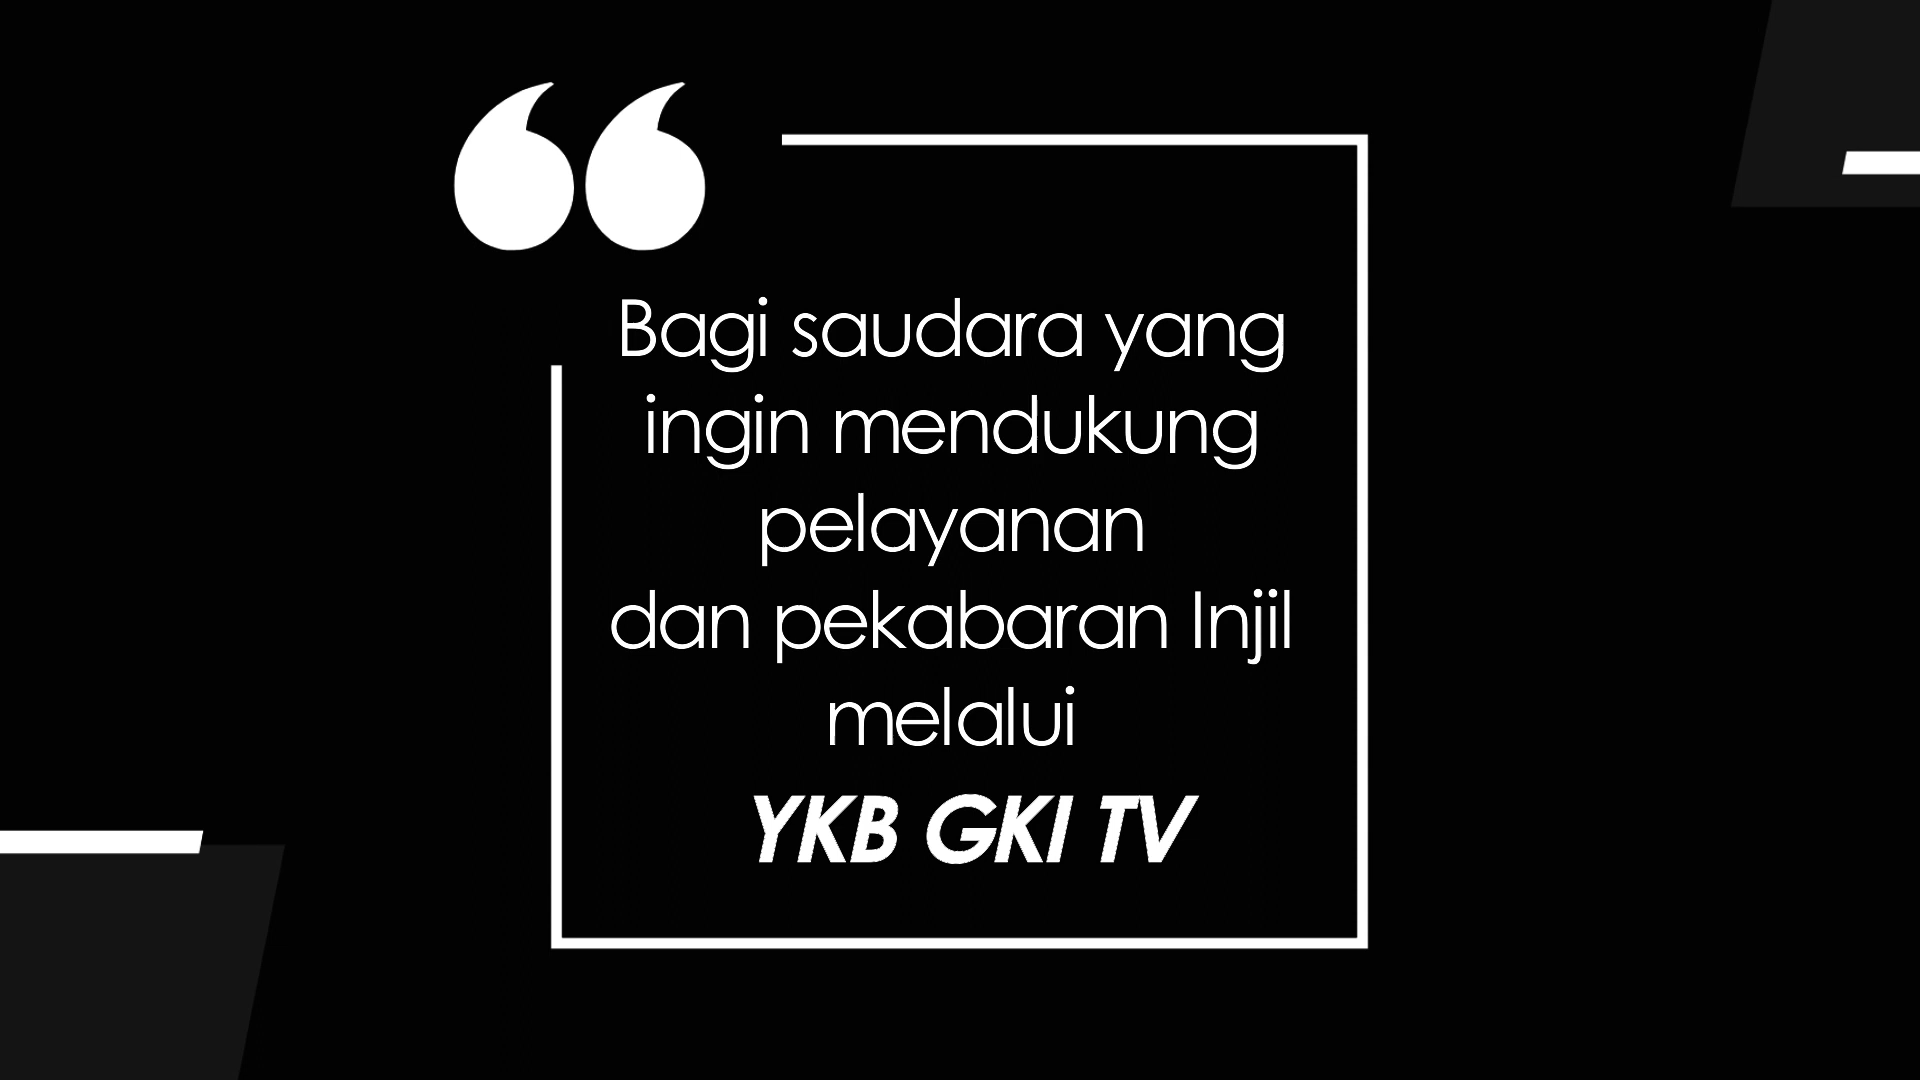 Bagi saudara yang
ingin mendukung
pelayanan
dan pekabaran Injil
melalui
YKB GKI TV